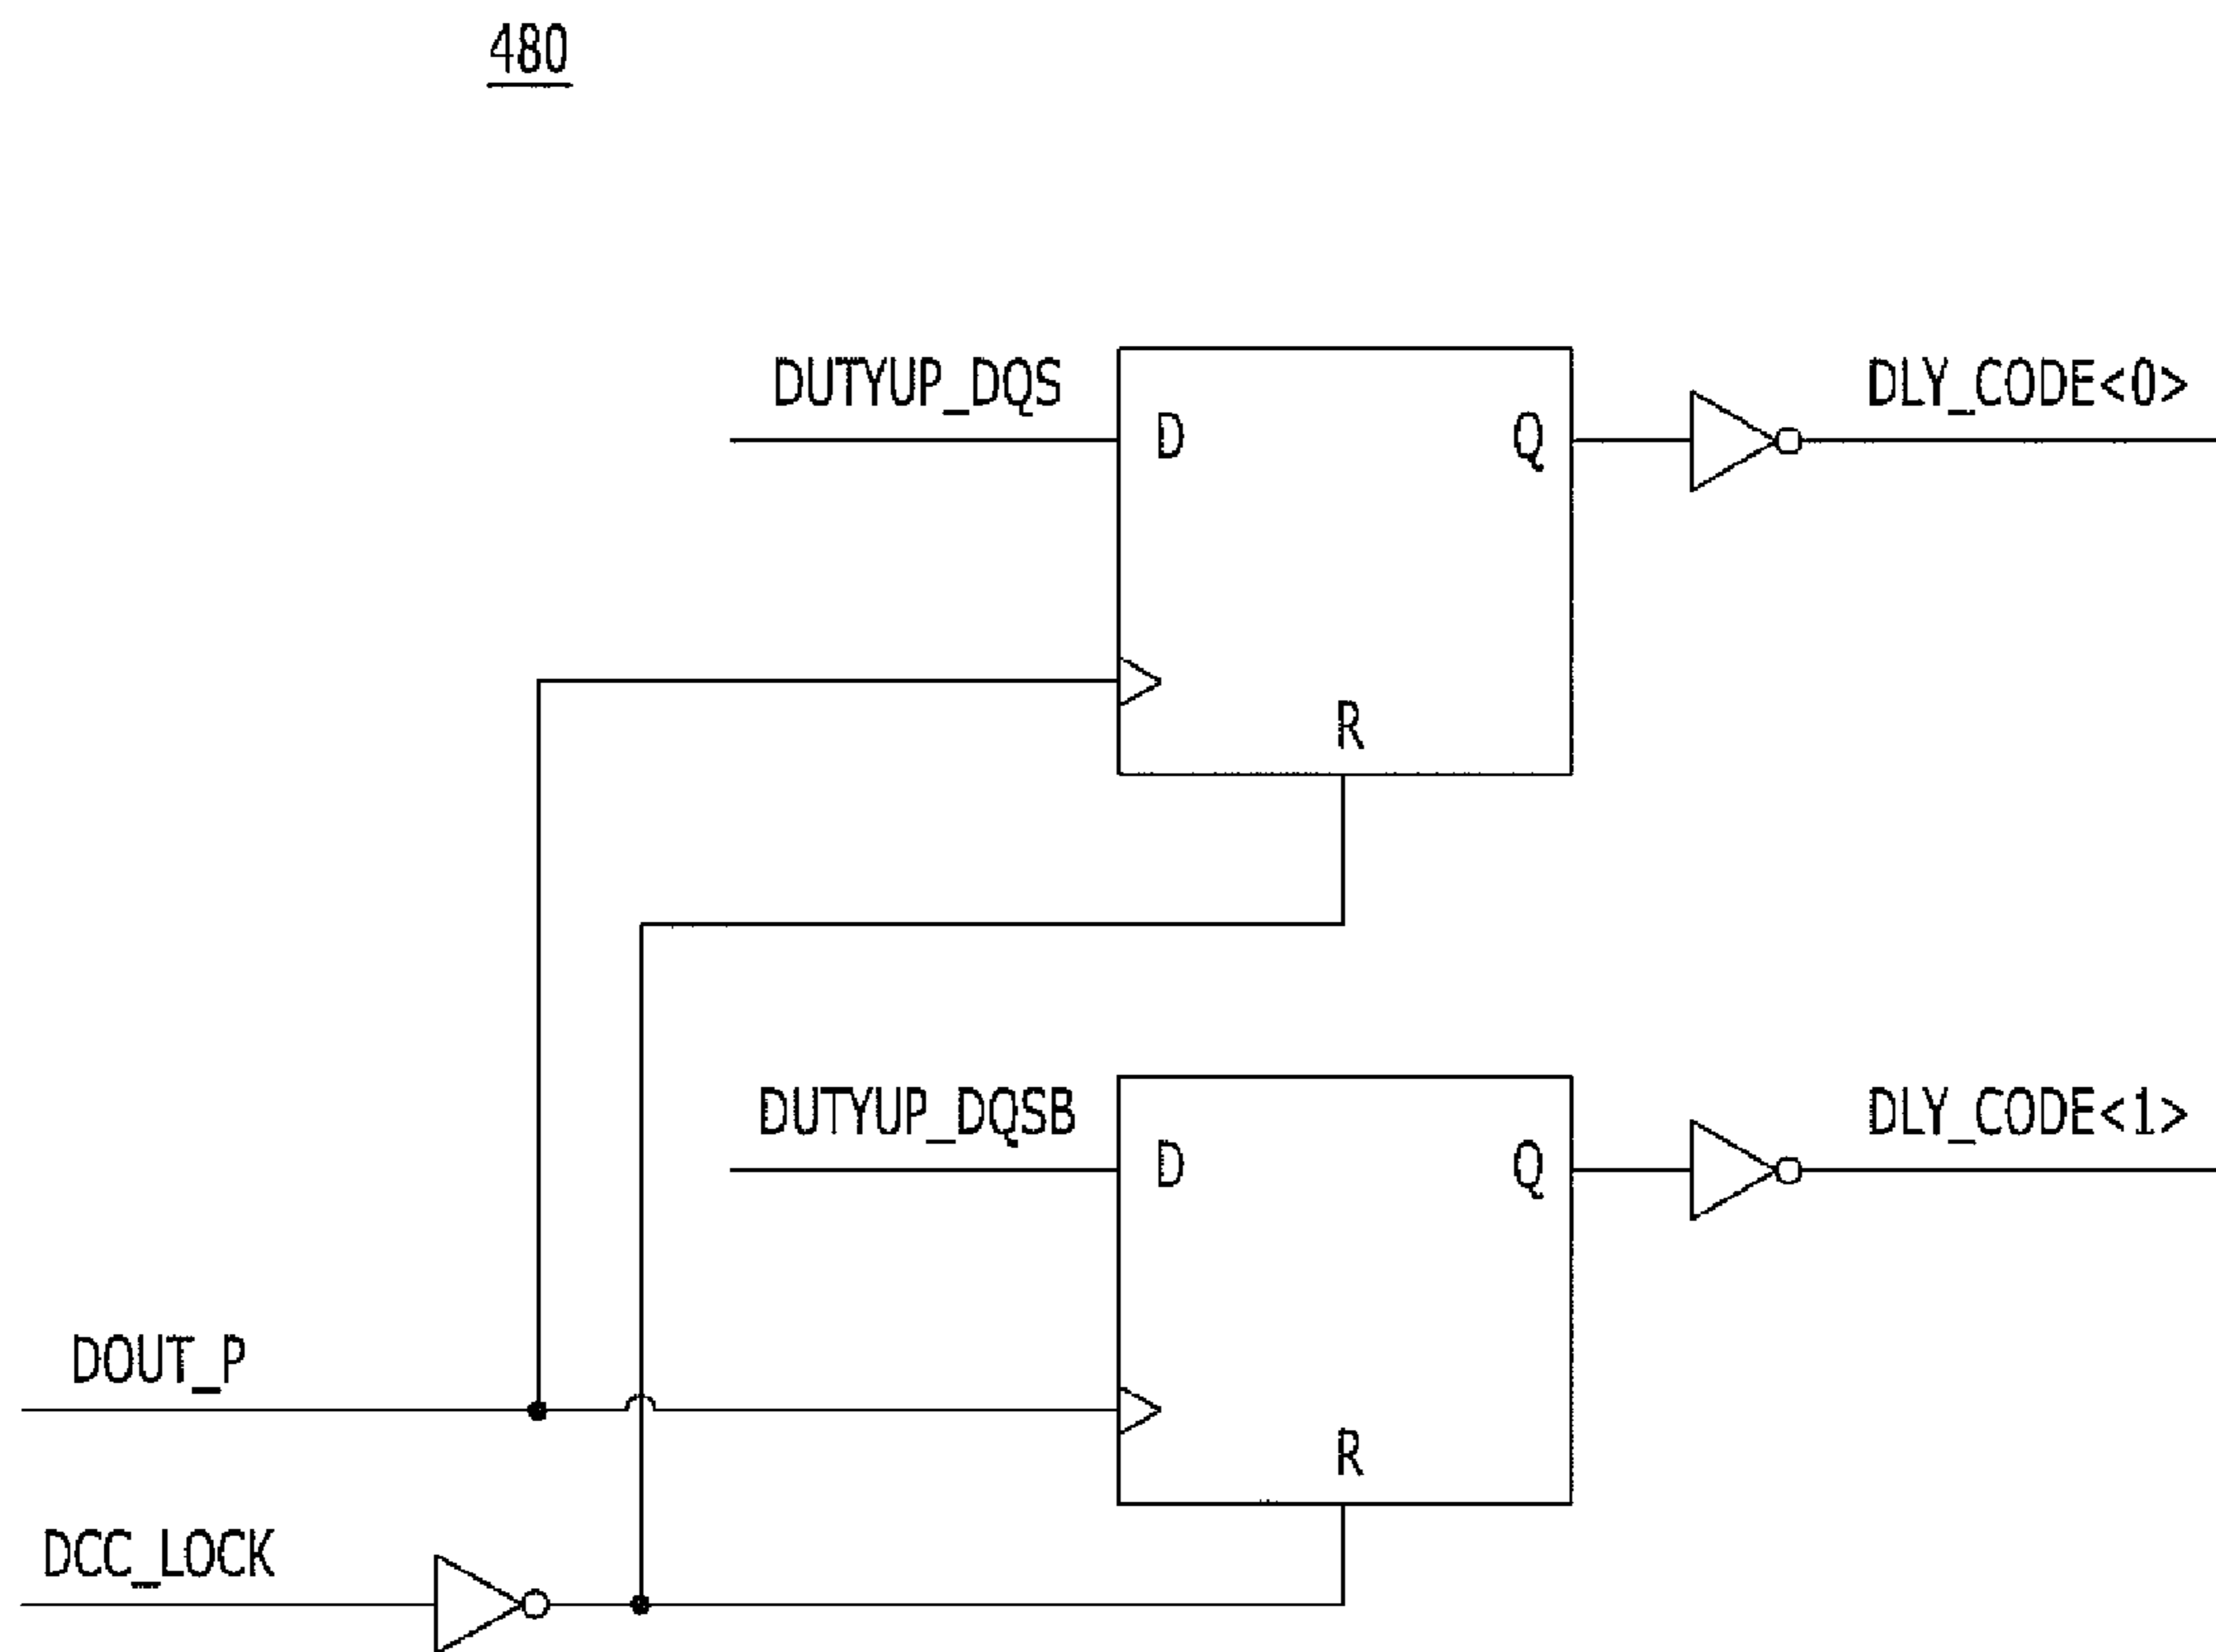 480
DUTYUP_DQS
DLY_CODE<0>
D
Q
R
DUTYUP_DQSB
DLY_CODE<1>
D
Q
DOUT_P
R
DCC_LOCK